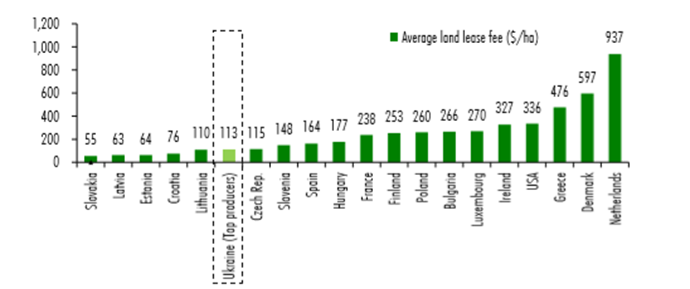 1,200
1,000
800
600
400
200
0
Average land lease fee ($/ha)
55 63 64 76 110 113 115 148 164 177 238 253 260 266 270 327 336 476 597 937
Slovakia
Latvia
Estonia
Croatia
Lithuania
Ukraine (Top producers)
Czech Rep.
Slovenia
Spain
Hungary
France
Finland
Poland
Bulgaria
Luxembourg
Ireland
USA
Greece
Denmark
Netherlands